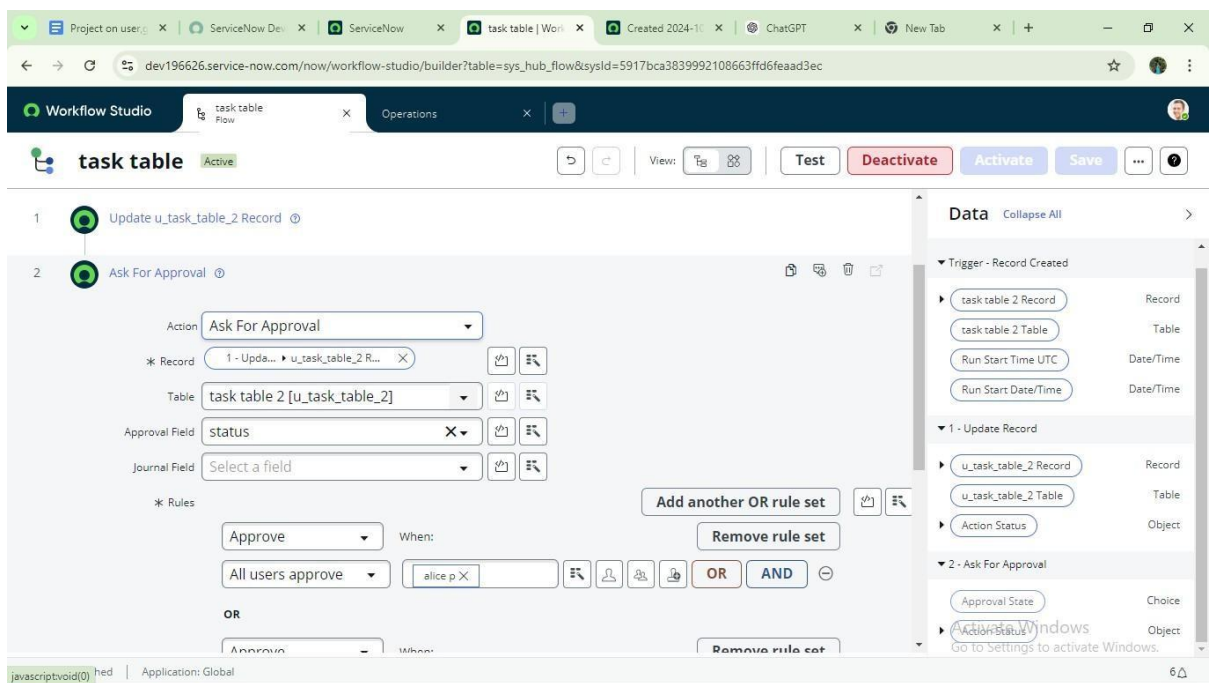 Project on user,g
ServiceNow Dev
ServiceNow
task table | Work
Created 2024-10
ChatGPT
New Tab
dev196626.service-now.com/now/workflow-studio/builder?table=sys_hub_flow&sysId=5917bca3839992108663ffd6feaad3ec
Workflow Studio
task table
Flow
Operations
task table Active
View:
Test
Deactivate
Activate
Save
1 Update u_task_table_2 Record
2 Ask For Approval
Action Ask For Approval
* Record 1 - Upda... ▸ u_task_table_2 R... X
Table task table 2 [u_task_table_2]
Approval Field status
Journal Field Select a field
* Rules Add another OR rule set
Approve When: Remove rule set
All users approve alice p X OR AND
OR
Approve When: Remove rule set
Data Collapse All
Trigger - Record Created
task table 2 Record Record
task table 2 Table Table
Run Start Time UTC Date/Time
Run Start Date/Time Date/Time
1 - Update Record
u_task_table_2 Record Record
u_task_table_2 Table Table
Action Status Object
2 - Ask For Approval
Approval State Choice
Action Status Object
Activate Windows
Go to Settings to activate Windows.
javascript:void(0) hed | Application: Global
6